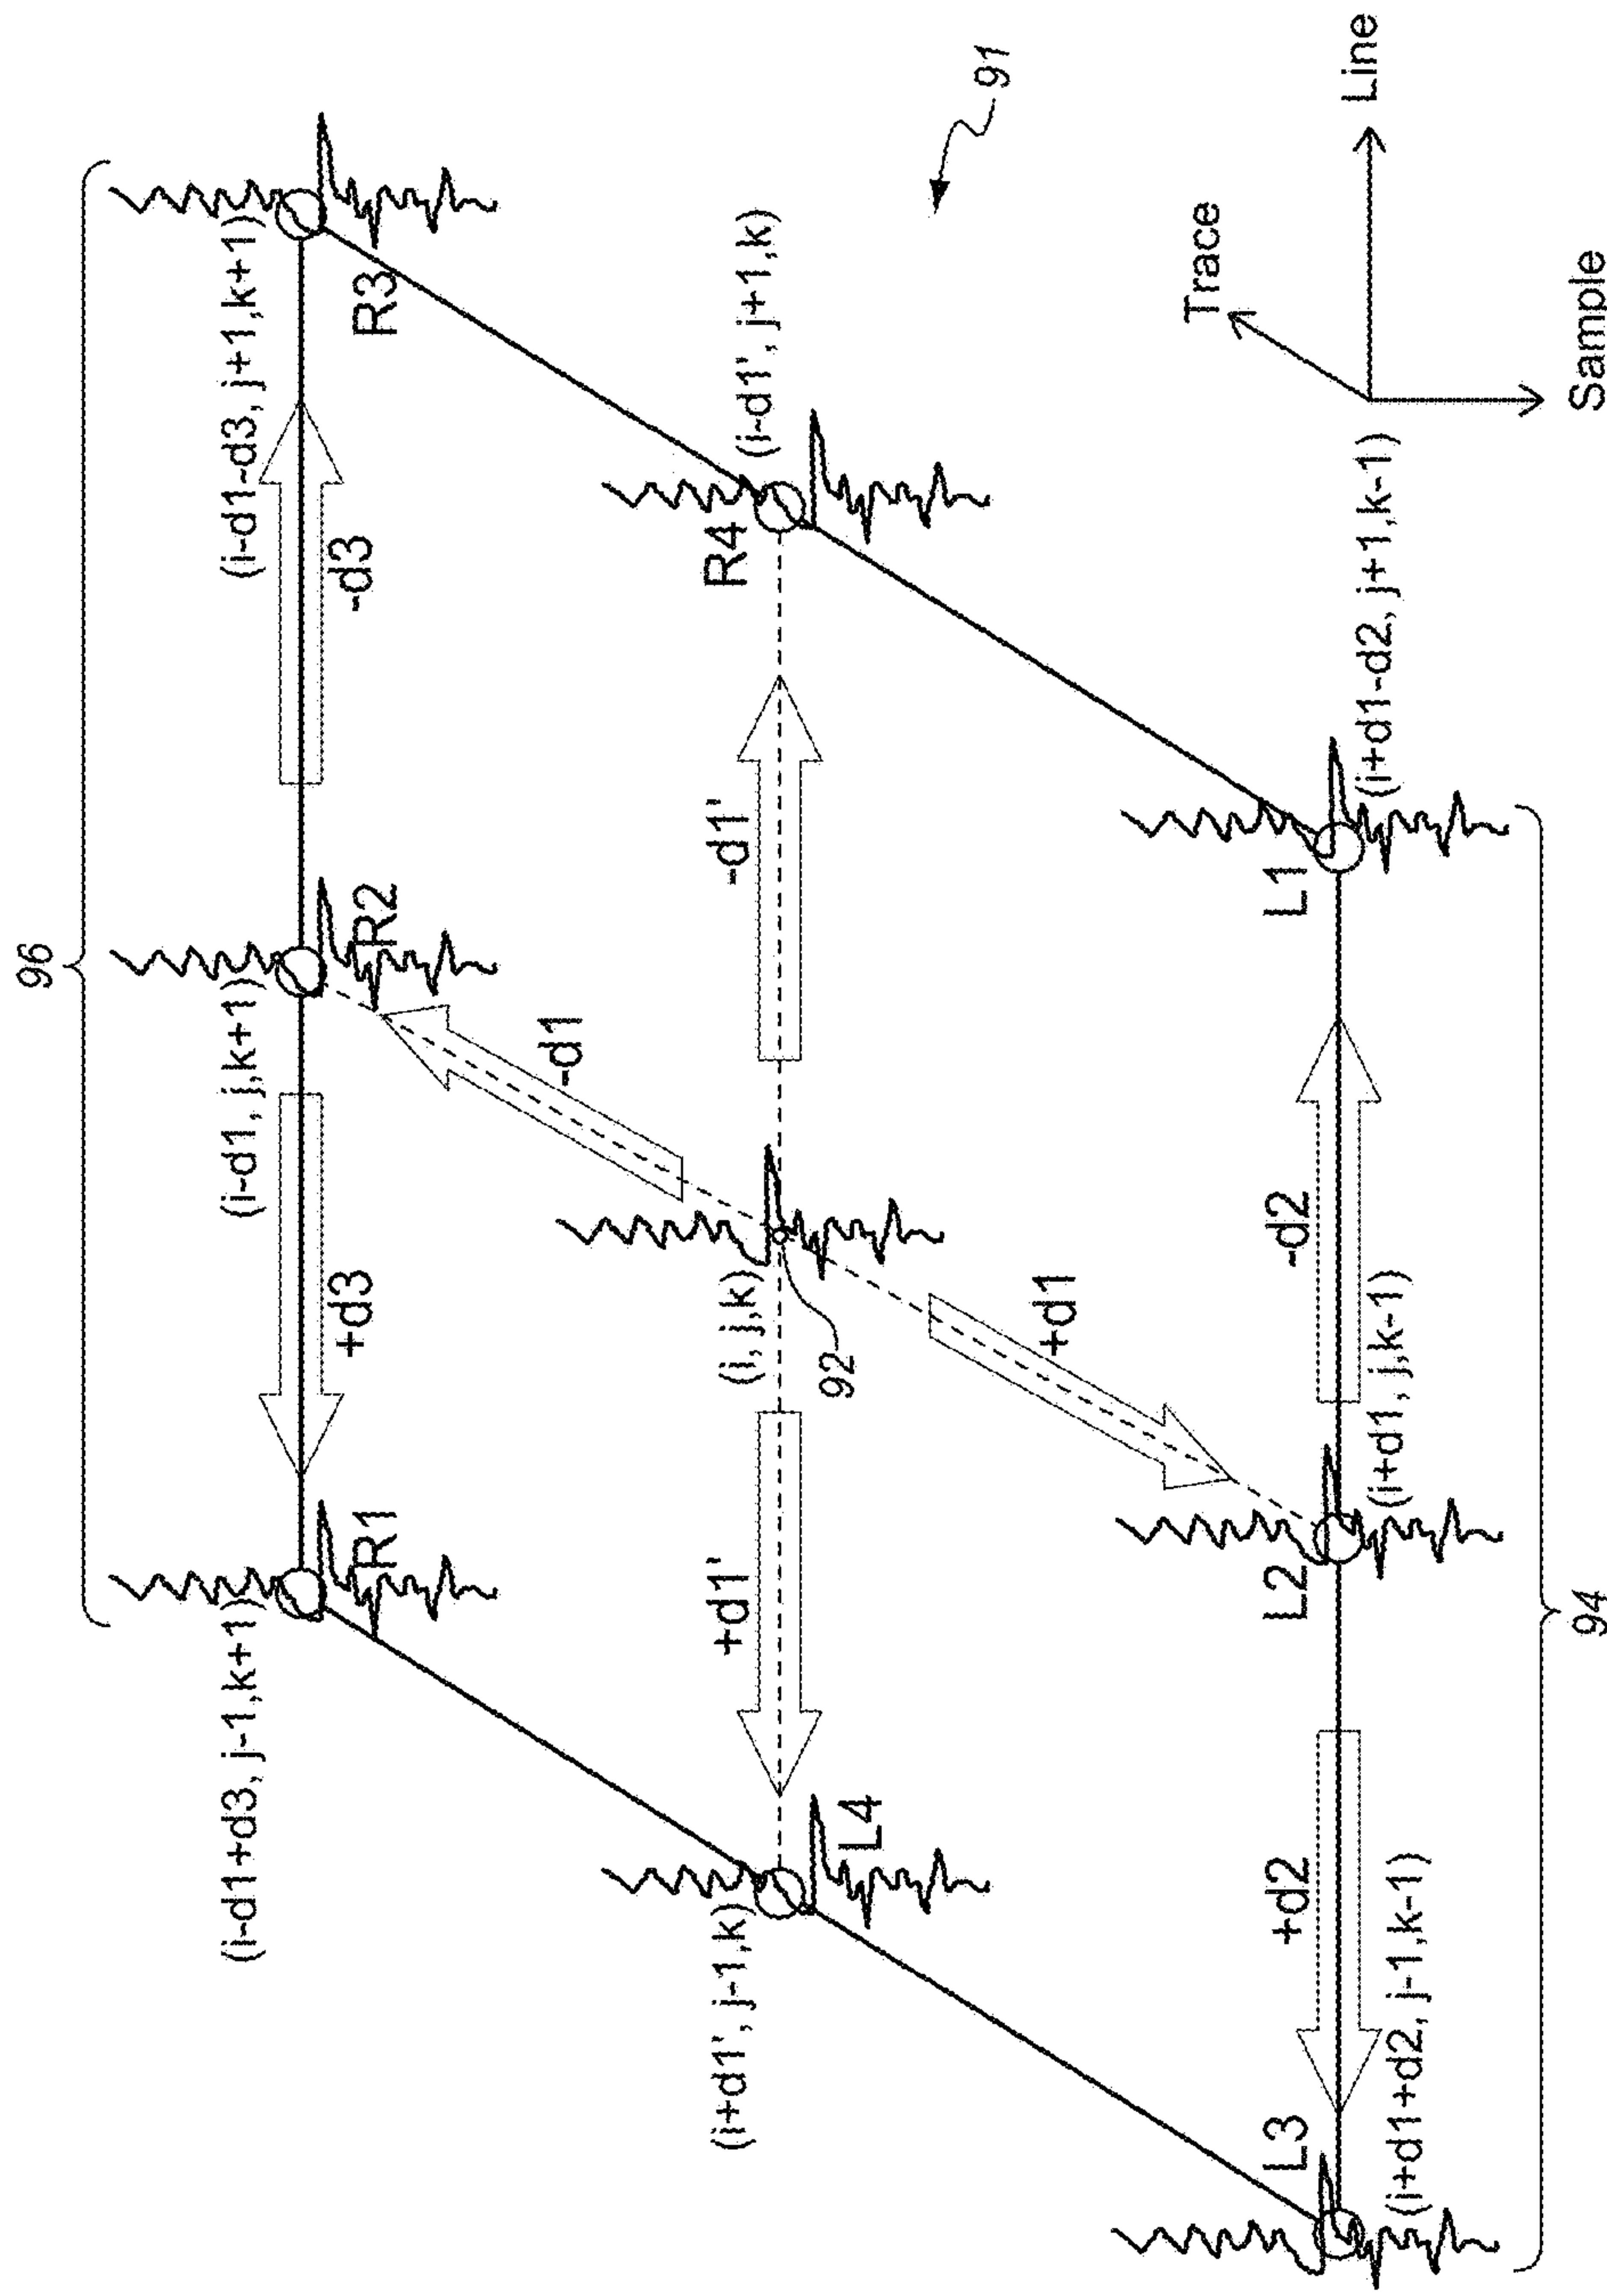 96
(i-d1+d3, j-1,k+1)
(i-d1, j,k+1)
(i-d1-d3, j+1,k+1)
R1
+d3
R2
-d3
R3
-d1
(i+d1', j-1,k)
+d1'
(i, j,k)
-d1'
R4
(i-d1', j+1,k)
L4
92
91
+d1
L3
+d2
L2
-d2
L1
(i+d1+d2, j-1,k-1)
(i+d1, j,k-1)
(i+d1-d2, j+1,k-1)
94
Trace
Line
Sample